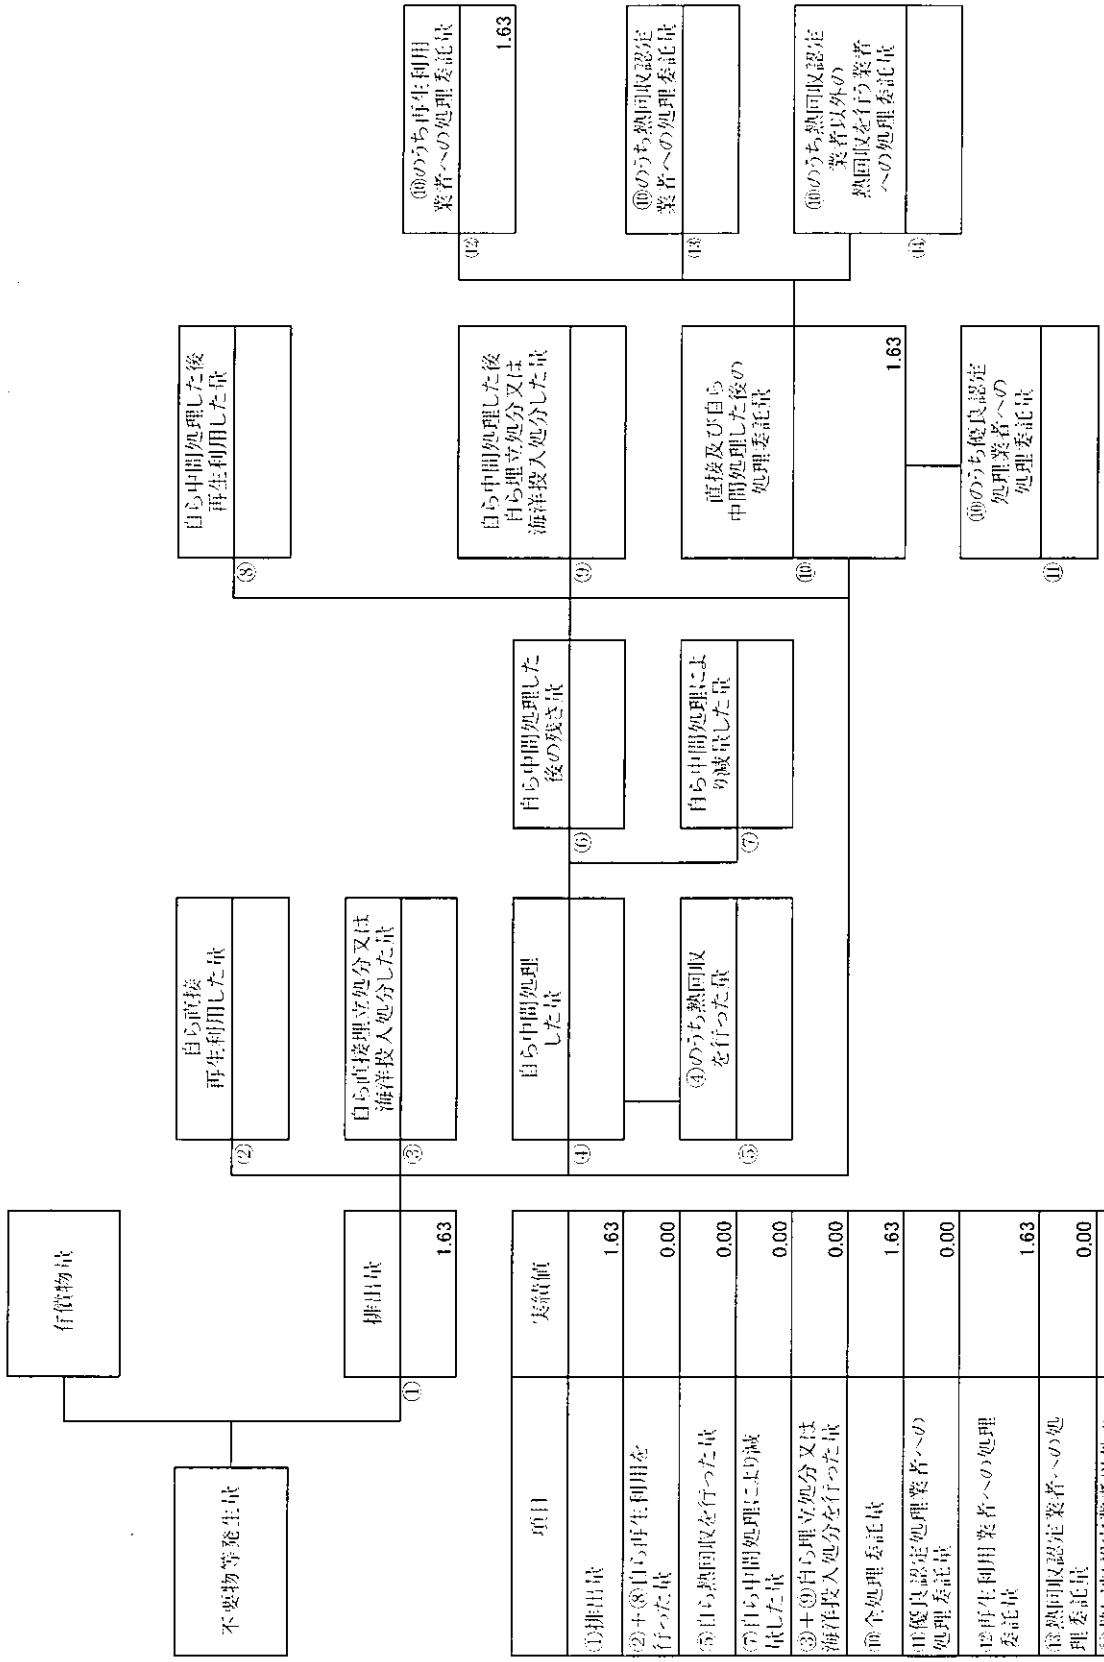 不要物等発生量
有償物量
①
排出量
1.63
②
自ら直接
再生利用した量
③
自ら直接埋立処分又は
海洋投入処分した量
④
自ら中間処理
した量
⑤
④のうち熱回収
を行った量
⑥
自ら中間処理した
後の残さ量
⑦
自ら中間処理によ
り減量した量
⑧
自ら中間処理した後
再生利用した量
⑨
自ら中間処理した後
自ら埋立処分又は
海洋投入処分した量
⑩
直接及び自ら
中間処理した後の
処理委託量
1.63
⑪
⑩のうち優良認定
処理業者への
処理委託量
⑫
⑩のうち再生利用
業者への処理委託量
1.63
⑬
⑩のうち熱回収認定
業者への処理委託量
⑭
⑩のうち熱回収認定
業者以外の
熱回収を行う業者
への処理委託量
項目 実績値
①排出量 1.63
②+⑧自ら再生利用を
行った量 0.00
⑤自ら熱回収を行った量 0.00
⑦自ら中間処理により減
量した量 0.00
③+⑨自ら埋立処分又は
海洋投入処分を行った量 0.00
⑩全処理委託量 1.63
⑪優良認定処理業者への
処理委託量 0.00
⑫再生利用業者への処理
委託量 1.63
⑬熱回収認定業者への処
理委託量 0.00